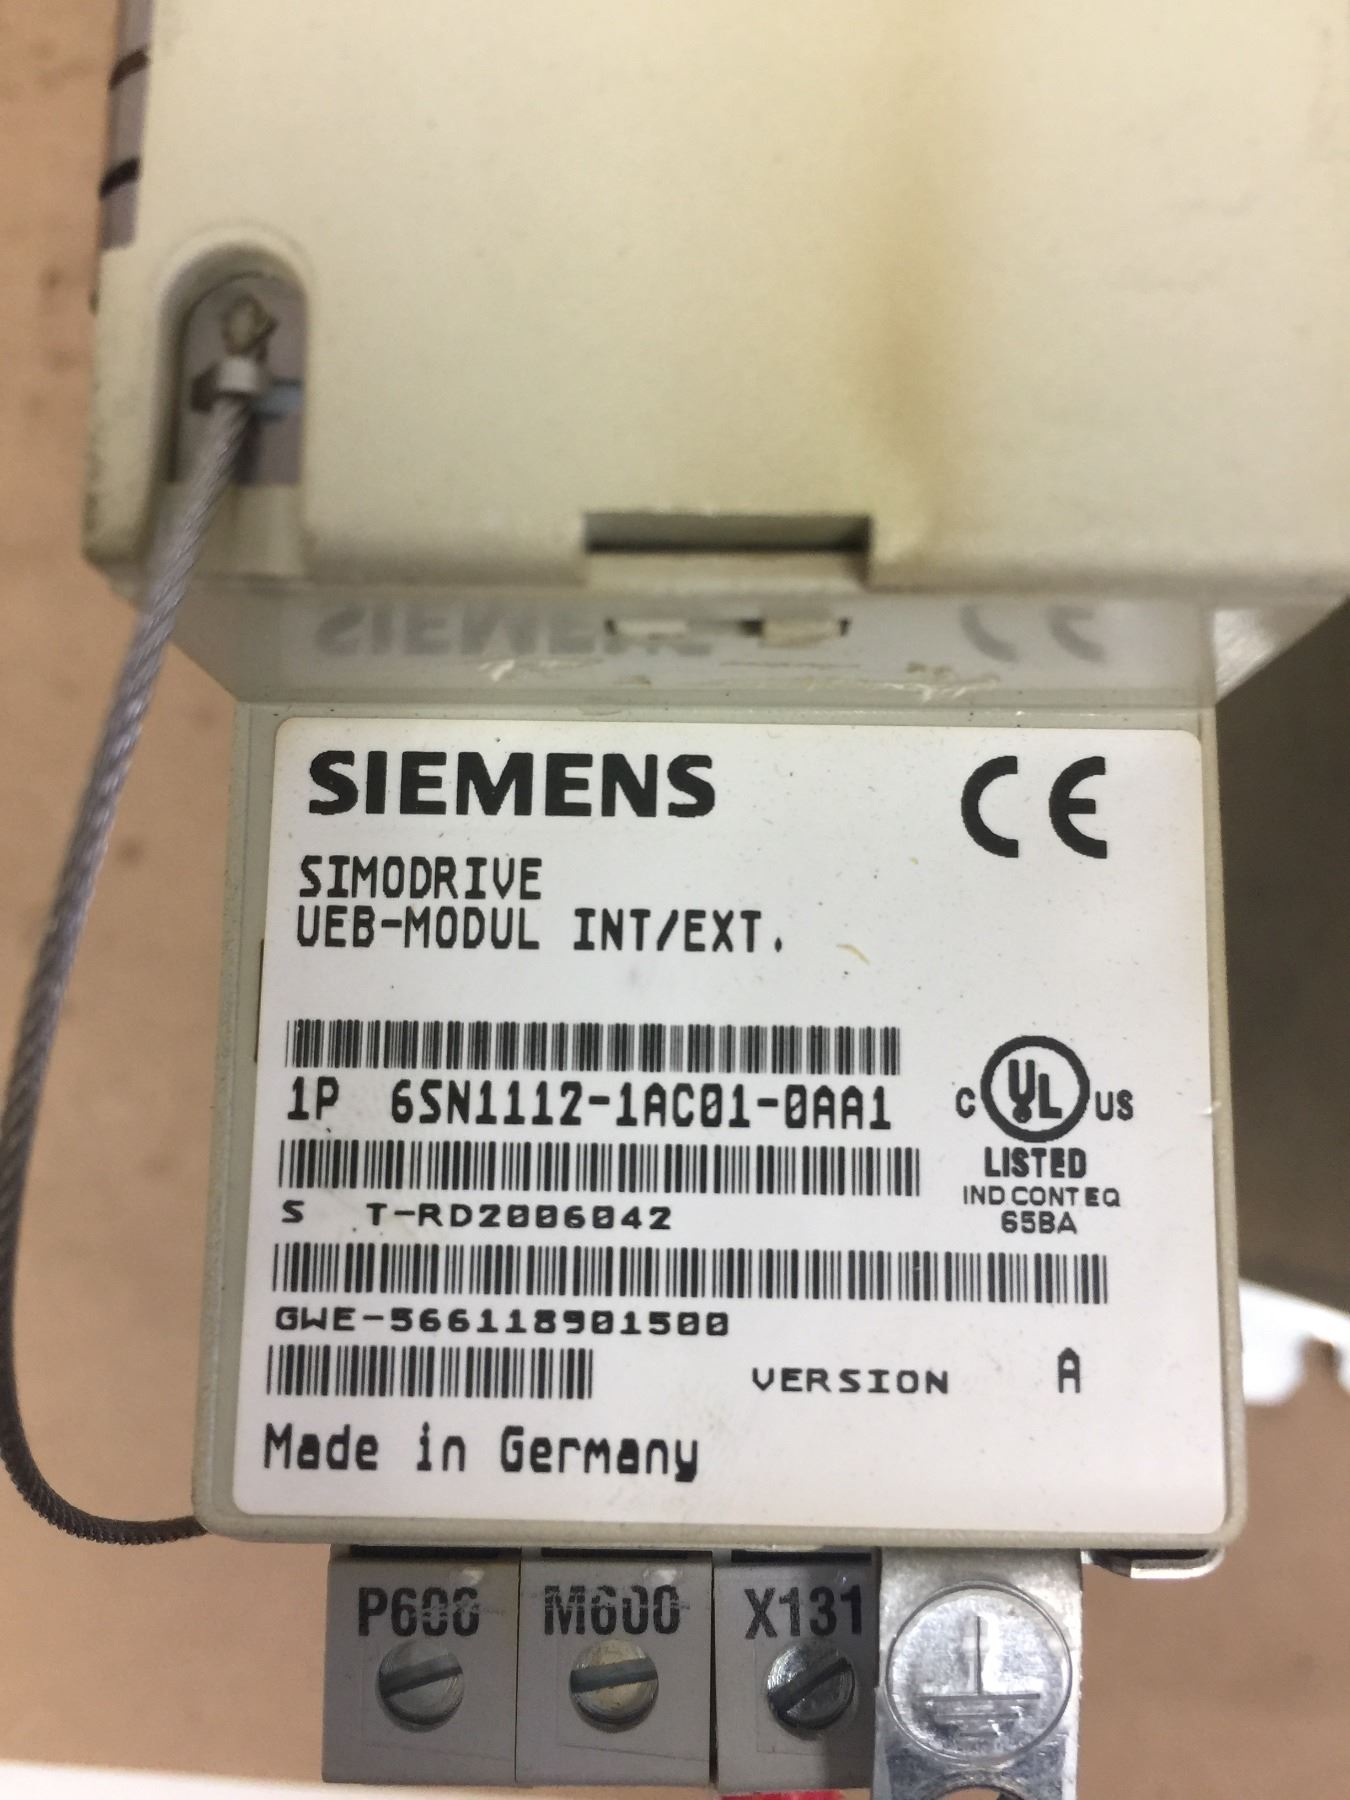 SIEMENS CE
SIMODRIVE
UEB-MODUL INT/EXT.
1P 6SN1112-1AC01-0AA1
C UL US
LISTED
IND CONT EQ
65BA
S T-RD2006042
GWE-566118901500
VERSION A
Made in Germany
P600 M600 X131